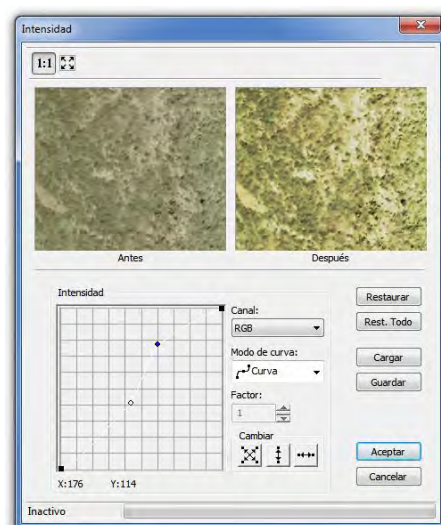 Intensidad
1:1
Antes
Después
Intensidad
Canal:
RGB
Modo de curva:
Curva
Factor:
1
Cambiar
X:176 Y:114
Restaurar
Rest. Todo
Cargar
Guardar
Aceptar
Cancelar
Inactivo